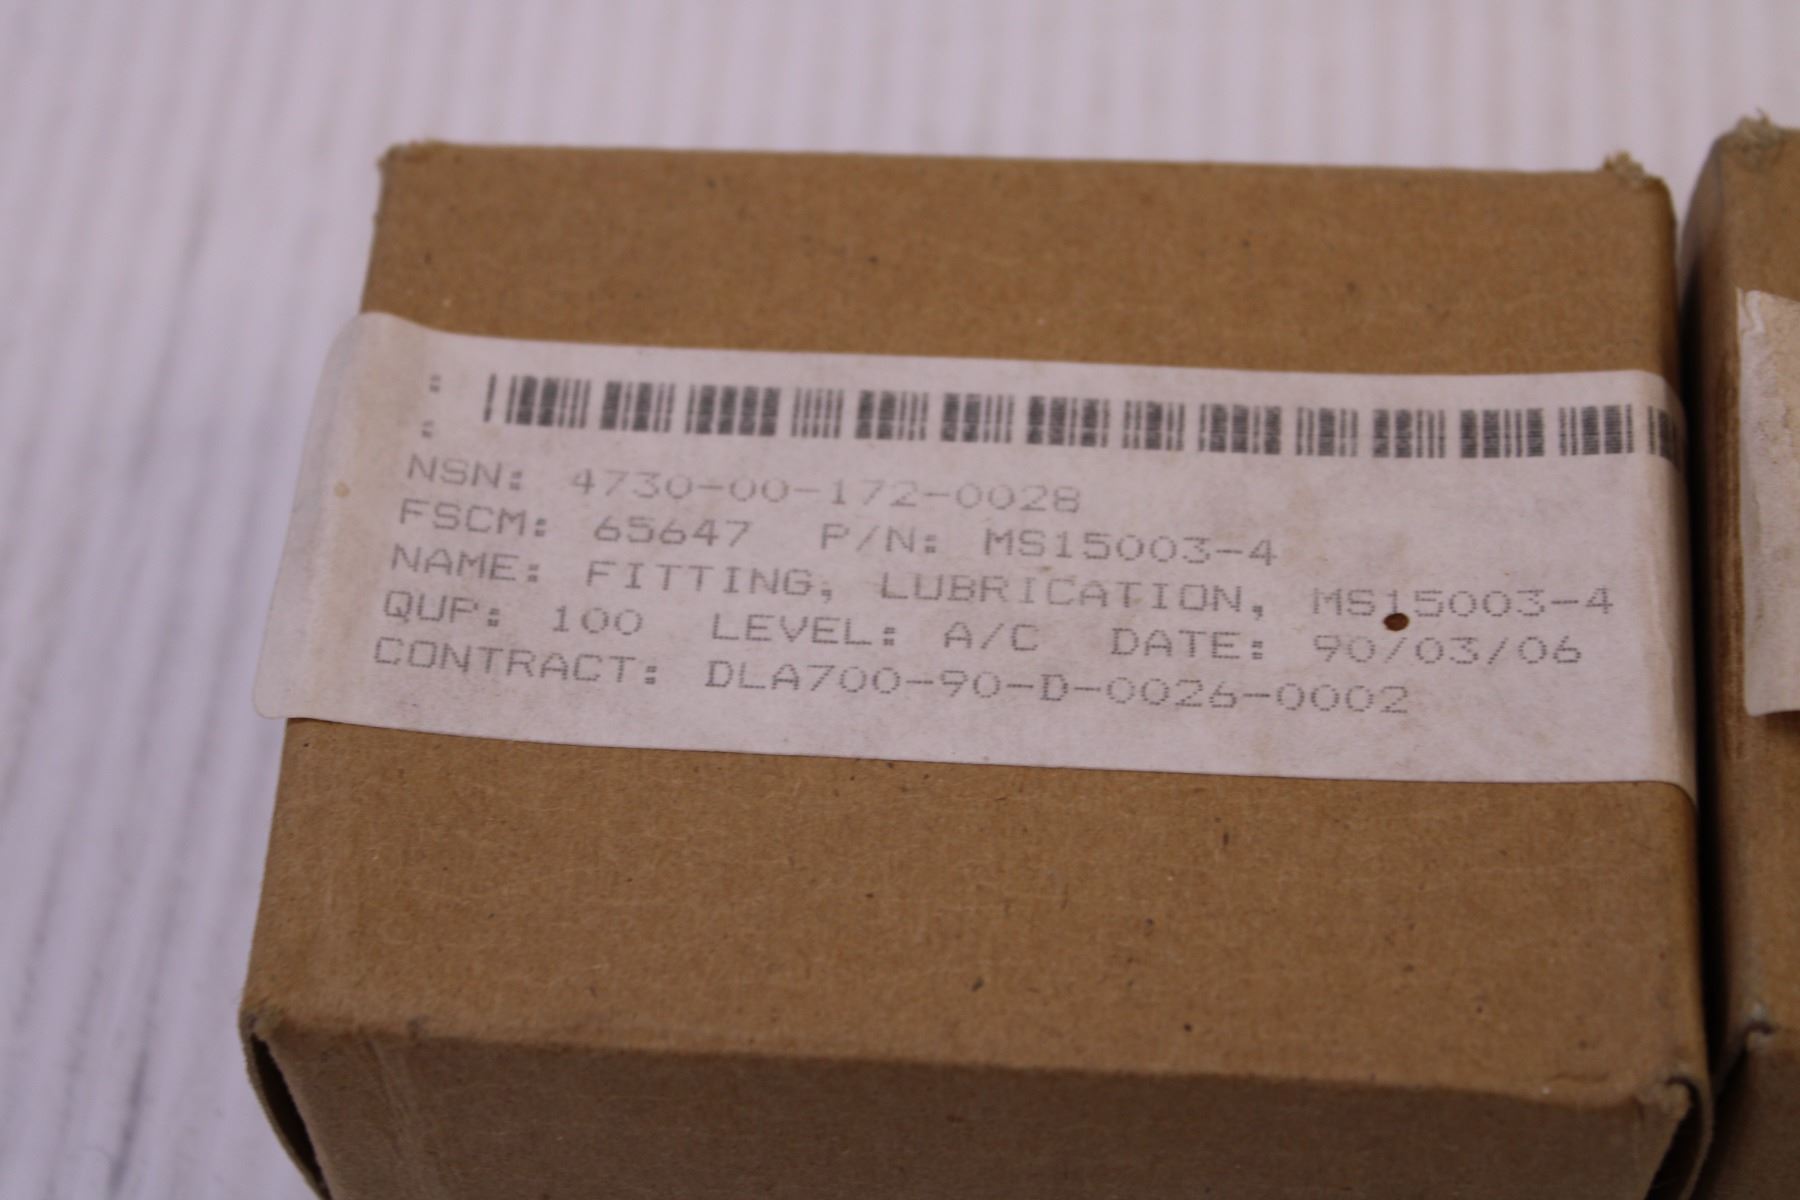 NSN: 4730-00-172-0028
FSCM: 65647 P/N: MS15003-4
NAME: FITTING, LUBRICATION, MS15003-4
QUP: 100 LEVEL: A/C DATE: 90/03/06
CONTRACT: DLA700-90-D-0026-0002